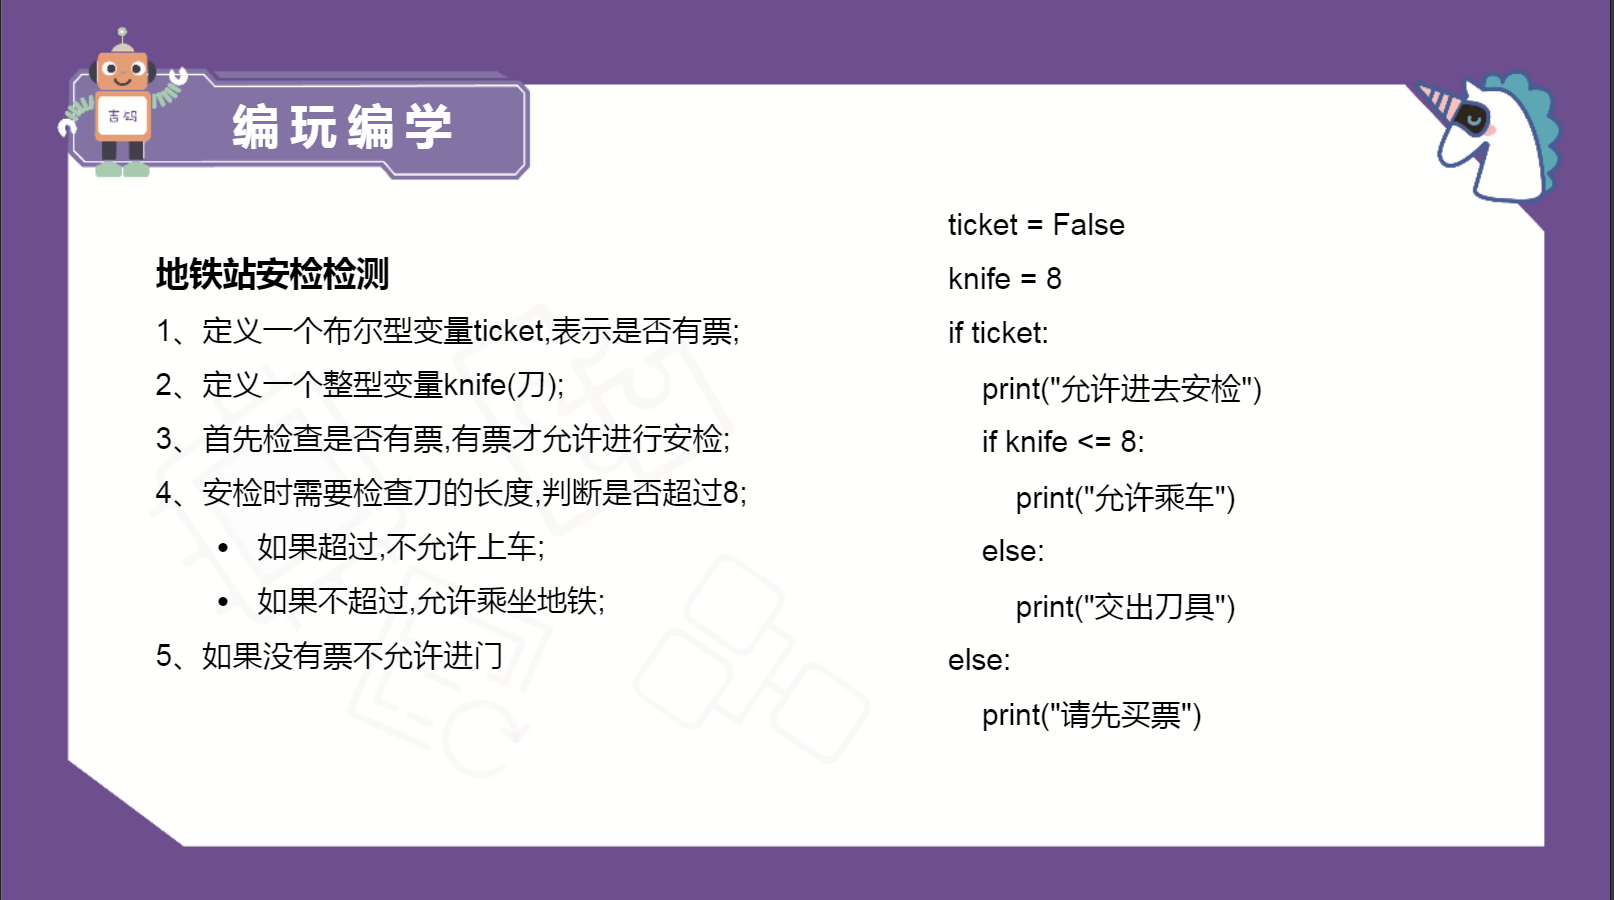 吉码
编玩编学
地铁站安检检测
1、定义一个布尔型变量ticket,表示是否有票;
2、定义一个整型变量knife(刀);
3、首先检查是否有票,有票才允许进行安检;
4、安检时需要检查刀的长度,判断是否超过8;
• 如果超过,不允许上车;
• 如果不超过,允许乘坐地铁;
5、如果没有票不允许进门
ticket = False
knife = 8
if ticket:
    print("允许进去安检")
    if knife <= 8:
        print("允许乘车")
    else:
        print("交出刀具")
else:
    print("请先买票")